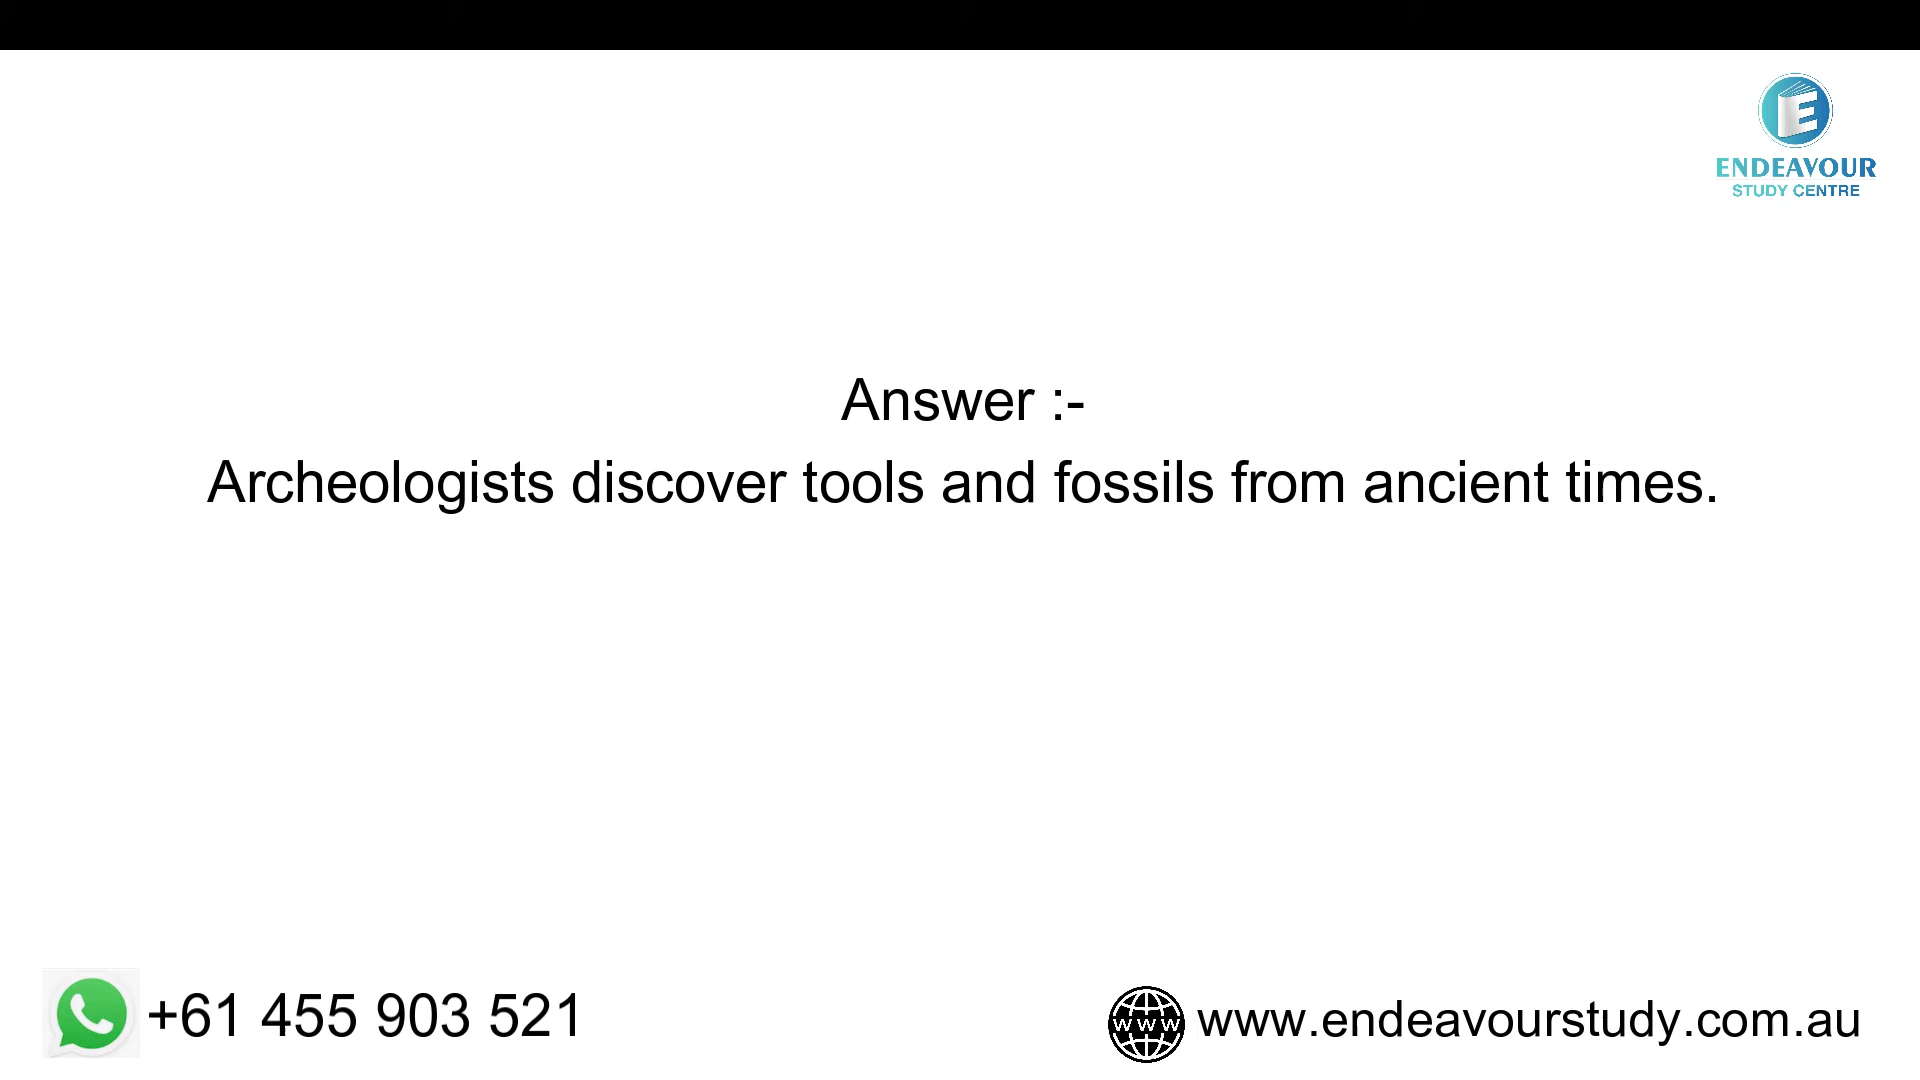 ENDEAVOUR
STUDY CENTRE
Answer :-
Archeologists discover tools and fossils from ancient times.
+61 455 903 521
www
www.endeavourstudy.com.au